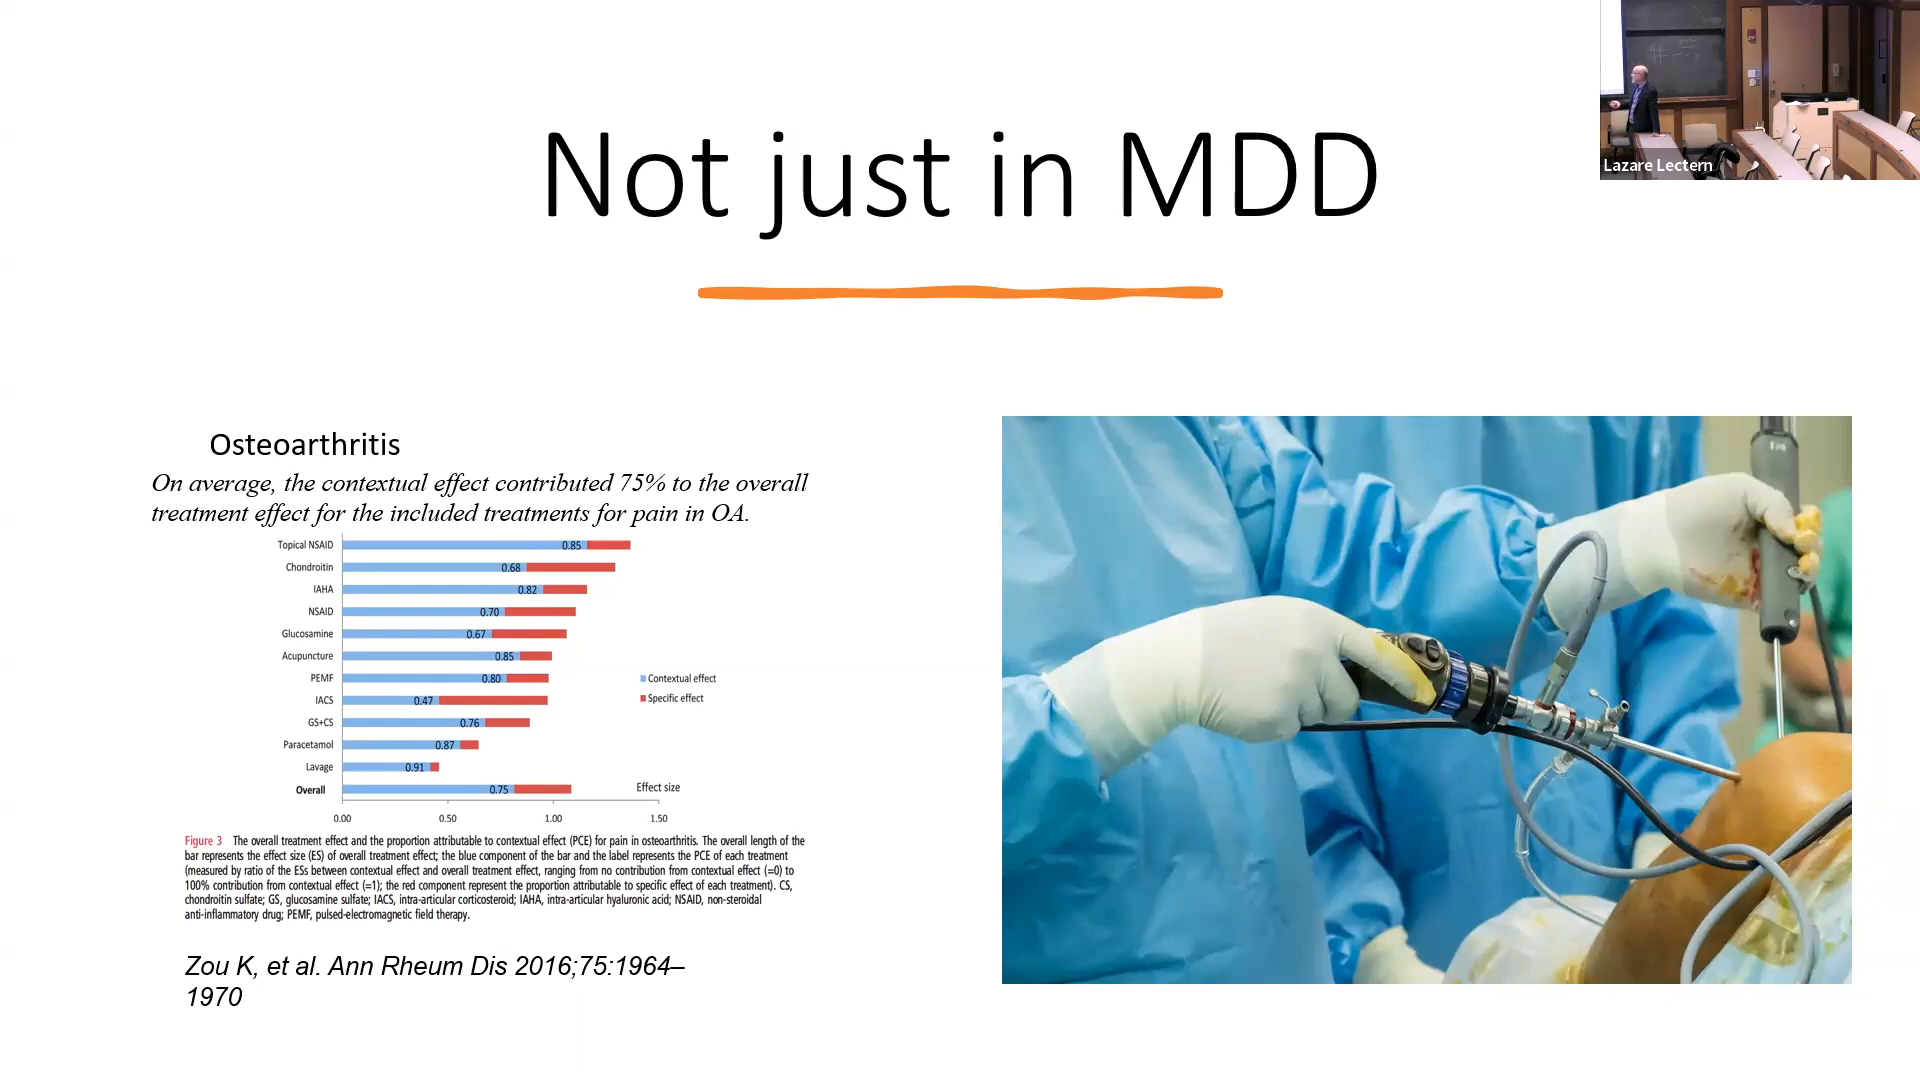 Not just in MDD
Lazare Lectern
Osteoarthritis
On average, the contextual effect contributed 75% to the overall
treatment effect for the included treatments for pain in OA.
Topical NSAID 0.85
Chondroitin 0.68
IAHA 0.82
NSAID 0.70
Glucosamine 0.67
Acupuncture 0.85
PEMF 0.80
IACS 0.47
GS+CS 0.76
Paracetamol 0.87
Lavage 0.91
Overall 0.75
Contextual effect
Specific effect
Effect size
0.00 0.50 1.00 1.50
Figure 3 The overall treatment effect and the proportion attributable to contextual effect (PCE) for pain in osteoarthritis. The overall length of the
bar represents the effect size (ES) of overall treatment effect; the blue component of the bar and the label represents the PCE of each treatment
(measured by ratio of the ESs between contextual effect and overall treatment effect, ranging from no contribution from contextual effect (=0) to
100% contribution from contextual effect (=1); the red component represent the proportion attributable to specific effect of each treatment). CS,
chondroitin sulfate; GS, glucosamine sulfate; IACS, intra-articular corticosteroid; IAHA, intra-articular hyaluronic acid; NSAID, non-steroidal
anti-inflammatory drug; PEMF, pulsed-electromagnetic field therapy.
Zou K, et al. Ann Rheum Dis 2016;75:1964–
1970